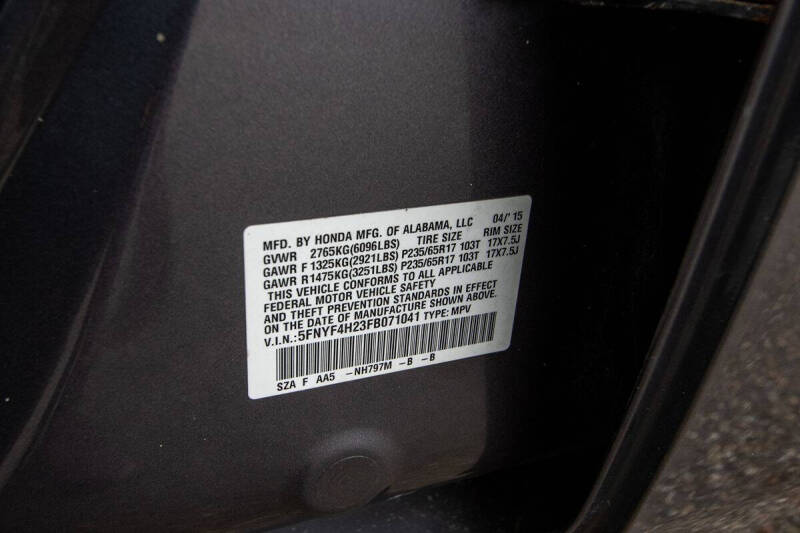 MFD. BY HONDA MFG. OF ALABAMA, LLC 04/'15
GVWR 2765KG(6096LBS) TIRE SIZE RIM SIZE
GAWR F 1325KG(2921LBS) P235/65R17 103T 17X7.5J
GAWR R1475KG(3251LBS) P235/65R17 103T 17X7.5J
THIS VEHICLE CONFORMS TO ALL APPLICABLE
FEDERAL MOTOR VEHICLE SAFETY
AND THEFT PREVENTION STANDARDS IN EFFECT
ON THE DATE OF MANUFACTURE SHOWN ABOVE.
V.I.N.:5FNYF4H23FB071041 TYPE: MPV
SZA F AA5 -NH797M -B -B